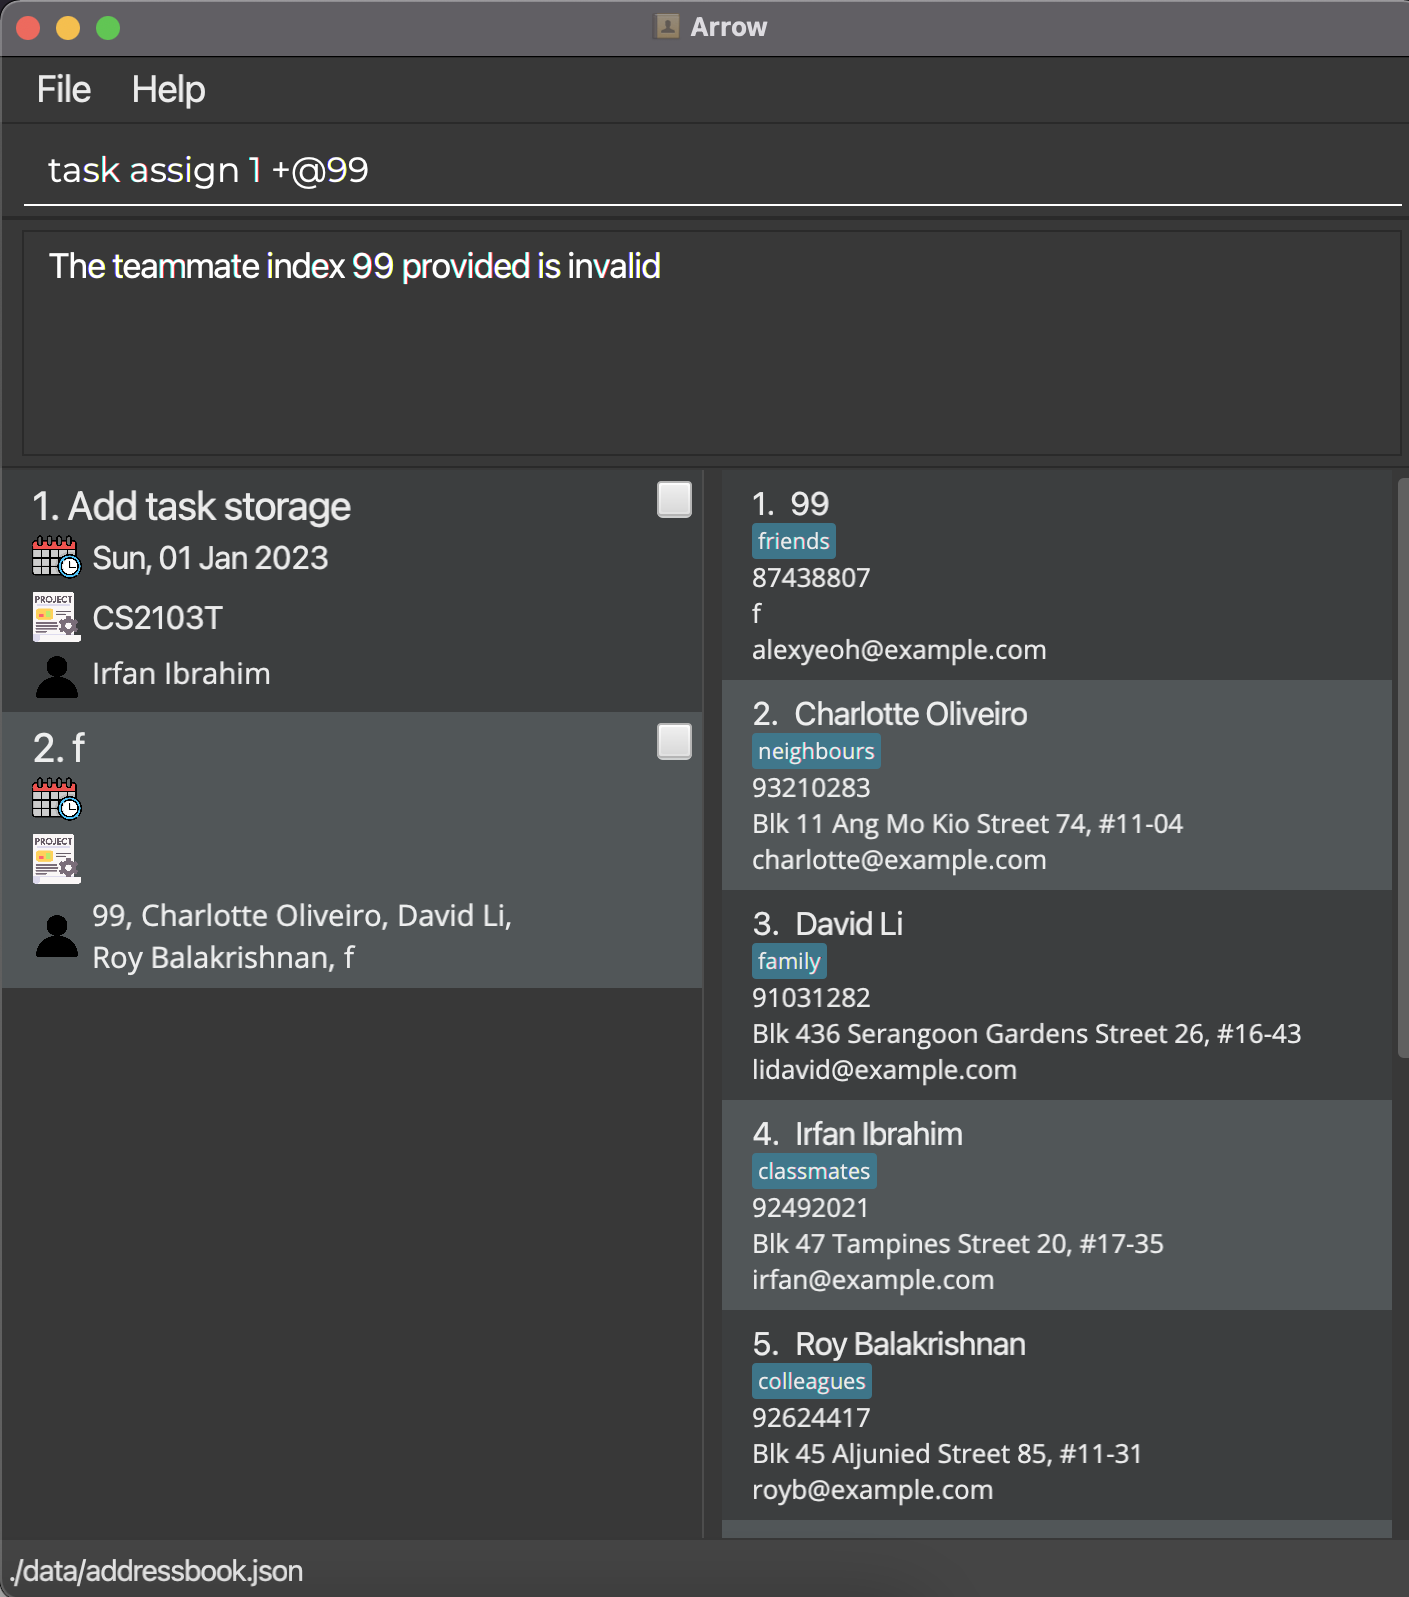 Arrow
File Help
task assign 1 +@99
The teammate index 99 provided is invalid
1. Add task storage
Sun, 01 Jan 2023
PROJECT
CS2103T
Irfan Ibrahim
2. f
PROJECT
99, Charlotte Oliveiro, David Li,
Roy Balakrishnan, f
1. 99
friends
87438807
f
alexyeoh@example.com
2. Charlotte Oliveiro
neighbours
93210283
Blk 11 Ang Mo Kio Street 74, #11-04
charlotte@example.com
3. David Li
family
91031282
Blk 436 Serangoon Gardens Street 26, #16-43
lidavid@example.com
4. Irfan Ibrahim
classmates
92492021
Blk 47 Tampines Street 20, #17-35
irfan@example.com
5. Roy Balakrishnan
colleagues
92624417
Blk 45 Aljunied Street 85, #11-31
royb@example.com
./data/addressbook.json